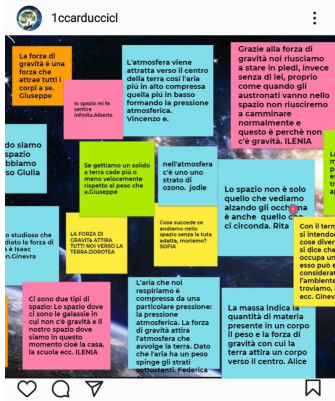 1ccarduccicl
La forza di
gravità è una
forza che
attrae tutti i
corpi a se.
Giuseppe
lo spazio mi fa
sentire
infinito.Alberto
L'atmosfera viene
attratta verso il centro
della terra così l'aria
più in alto compressa
quella più in basso
formando la pressione
atmosferica.
Vincenzo e.
Grazie alla forza di
gravità noi riusciamo
a stare in piedi, invece
senza di lei, proprio
come quando gli
austronati vanno nello
spazio non riusciremo
a camminare
normalmente e
questo è perchè non
c'è gravità. ILENIA
do siamo
spazio
bbiamo
so Giulia
Se gettiamo un solido
a terra cade più o
meno velocemente
rispetto al peso che
a.Giuseppe
nell'atmosfera
c'è uno uno
strato di
ozono. jodie
Lo spazio non è solo
quello che vediamo
alzando gli occhi ma
è anche quello che
ci circonda. Rita
o studioso che
diato la forza di
è Isaac
n.Ginevra
LA FORZA DI
GRAVITÀ ATTIRA
TUTTI NOI VERSO LA
TERRA.DOROTEA
Cosa succede se
andiamo nello
spazio senza la tuta
adatta, moriamo?
SOFIA
Con il term
si intendo
cose diver
si dice che
occupa un
esso può e
considerat
l'ambiente
troviamo,
ecc. Ginev
Ci sono due tipi di
spazio: Lo spazio dove
ci sono le galassie in
cui non c'è gravità e il
nostro spazio dove
siamo in questo
momento cioè la casa,
la scuola ecc. ILENIA
L'aria che noi
respiriamo è
compressa da una
particolare pressione:
la pressione
atmosferica. La forza
di gravità attira
l'atmosfera che
avvolge la terra. Dato
che l'aria ha un peso
spinge gli strati
sottostanti. Federica
La massa indica la
quantità di materia
presente in un corpo
il peso e la forza di
gravità con cui la
terra attira un corpo
verso il centro. Alice